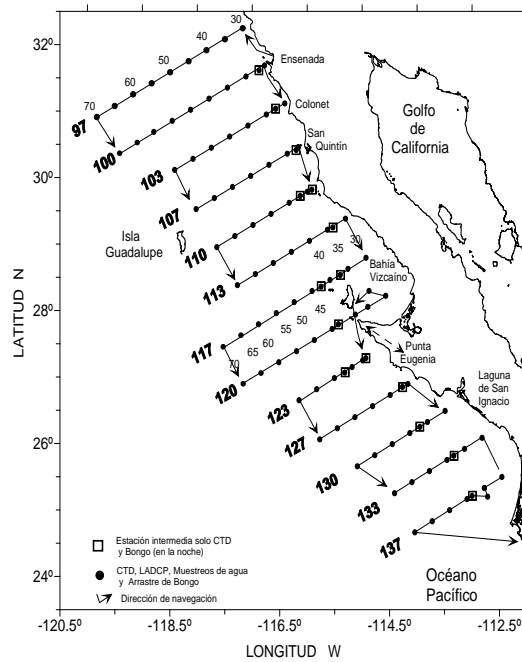 32º
30º
28º
26º
24º
LATITUD N
-120.5º
-118.5º
-116.5º
-114.5º
-112.5º
LONGITUD W
30
40
50
60
70
97
100
103
107
110
113
117
120
123
127
130
133
137
Ensenada
Colonet
San
Quintín
Golfo
de
California
Isla
Guadalupe
30
35
40
45
50
55
60
65
70
Bahía
Vizcaíno
Punta
Eugenia
Laguna
de San
Ignacio
Océano
Pacífico
Estación intermedia solo CTD
y Bongo (en la noche)
CTD, LADCP, Muestreos de agua
y Arrastre de Bongo
Dirección de navegación